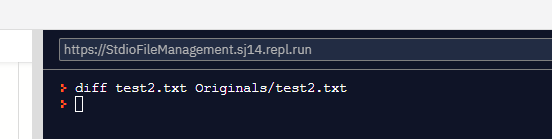 https://StdioFileManagement.sj14.repl.run
> diff test2.txt Originals/test2.txt
>